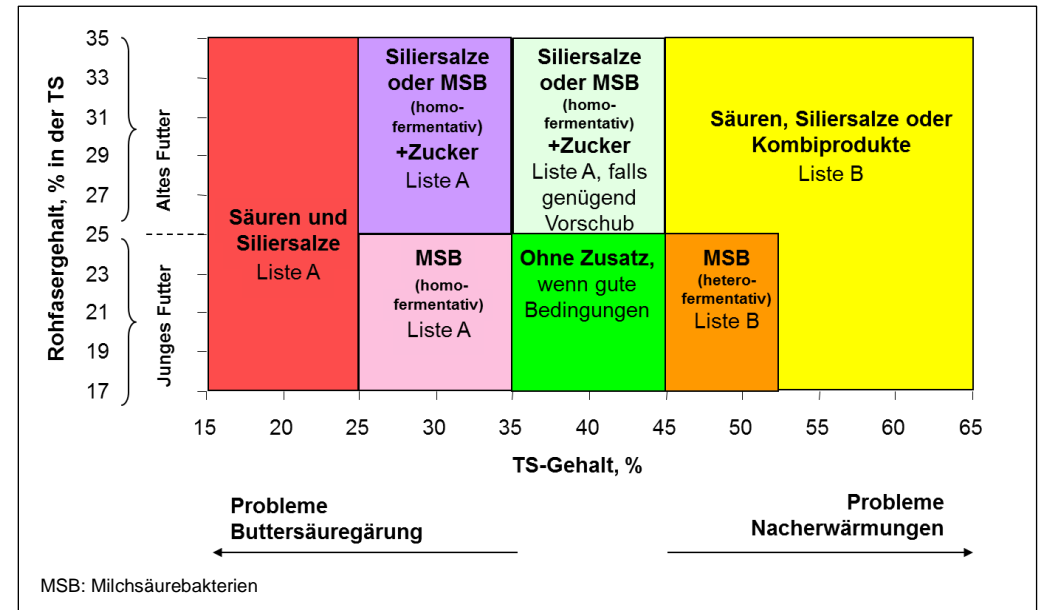 Rohfasergehalt, % in der TS
Altes Futter
Junges Futter
35
33
31
29
27
25
23
21
19
17
Säuren und
Siliersalze
Liste A
Siliersalze
oder MSB
(homo-
fermentativ)
+Zucker
Liste A
MSB
(homo-
fermentativ)
Liste A
Siliersalze
oder MSB
(homo-
fermentativ)
+Zucker
Liste A, falls
genügend
Vorschub
Ohne Zusatz,
wenn gute
Bedingungen
Säuren, Siliersalze oder
Kombiprodukte
Liste B
MSB
(hetero-
fermentativ)
Liste B
15 20 25 30 35 40 45 50 55 60 65
TS-Gehalt, %
Probleme
Buttersäuregärung
Probleme
Nacherwärmungen
MSB: Milchsäurebakterien